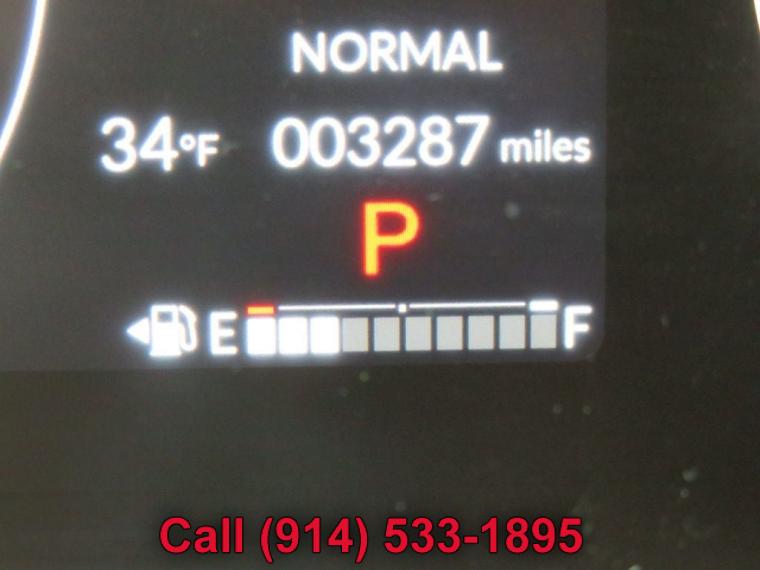 NORMAL
34°F 003287 miles
P
E F
Call (914) 533-1895